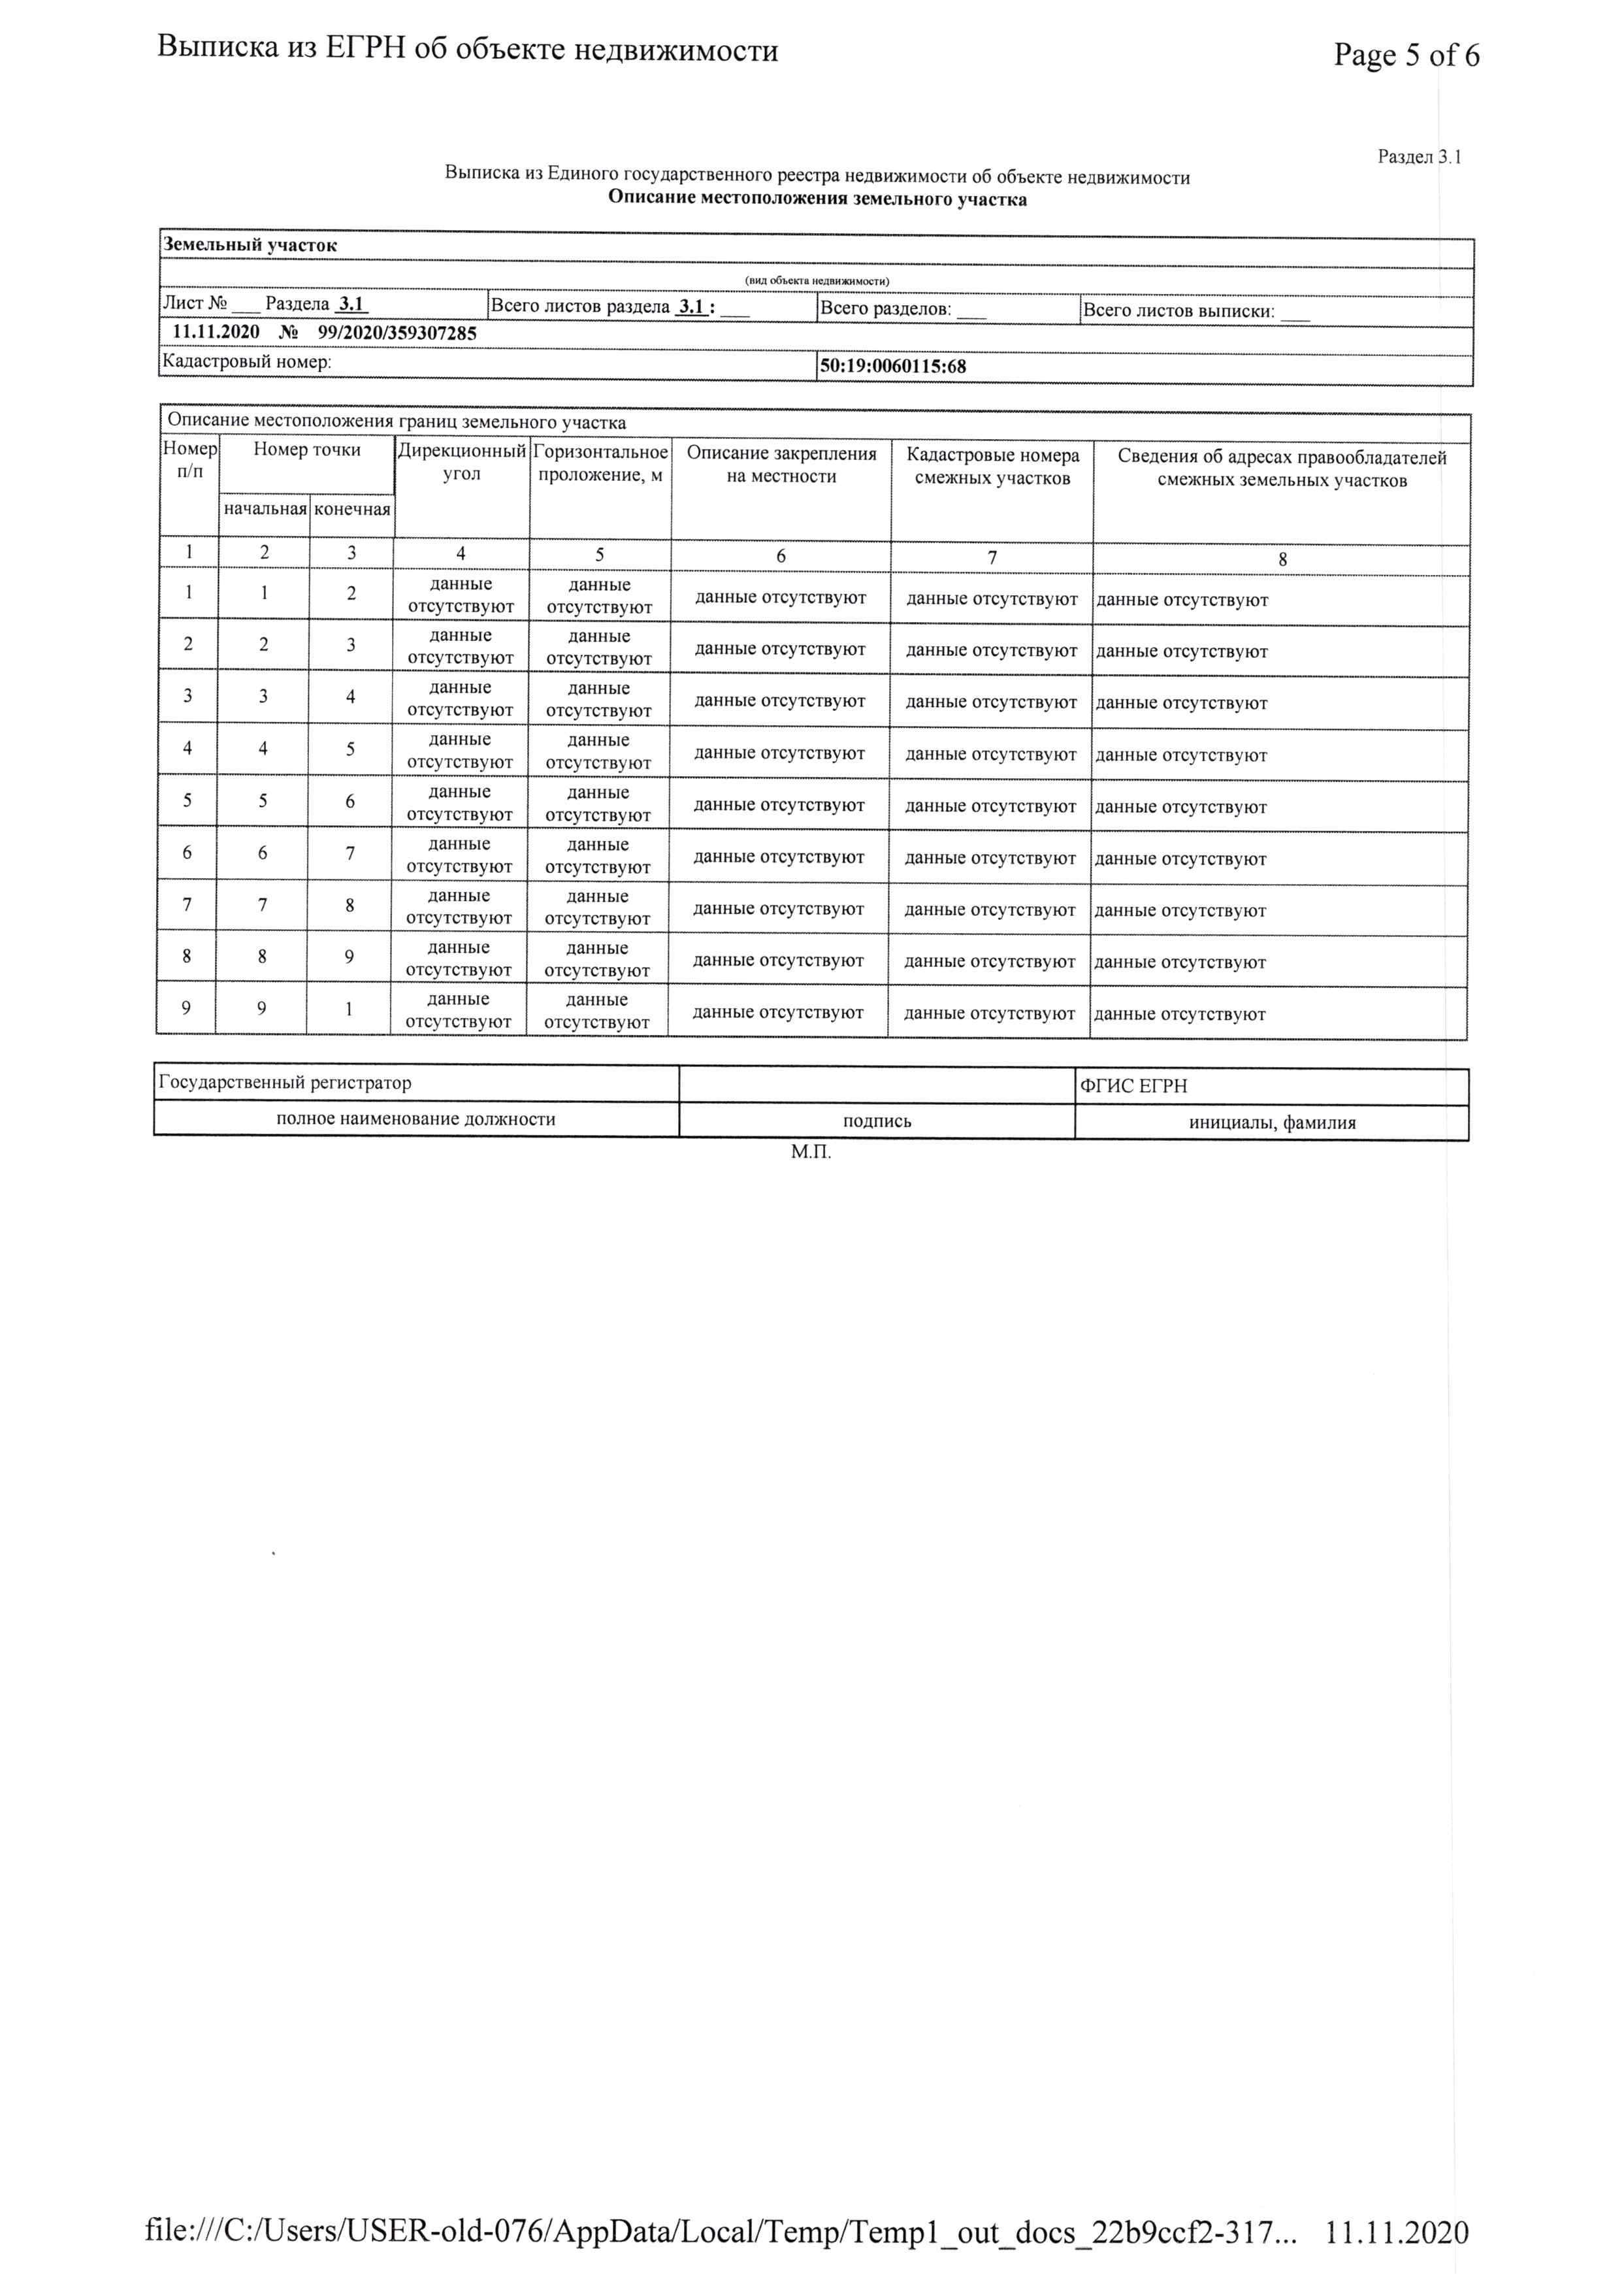 Выписка из ЕГРН об объекте недвижимости Page 5 of 6
Раздел 3.1
Выписка из Единого государственного реестра недвижимости об объекте недвижимости
Описание местоположения земельного участка
Земельный участок
(вид объекта недвижимости)
Лист № ___ Раздела 3.1 Всего листов раздела 3.1 : ___ Всего разделов: ___ Всего листов выписки: ___
11.11.2020 № 99/2020/359307285
Кадастровый номер: 50:19:0060115:68
Описание местоположения границ земельного участка
Номер Номер точки Дирекционный Горизонтальное Описание закрепления Кадастровые номера Сведения об адресах правообладателей
п/п угол проложение, м на местности смежных участков смежных земельных участков
начальная конечная
1 2 3 4 5 6 7 8
1 1 2 данные отсутствуют данные отсутствуют данные отсутствуют данные отсутствуют данные отсутствуют
2 2 3 данные отсутствуют данные отсутствуют данные отсутствуют данные отсутствуют данные отсутствуют
3 3 4 данные отсутствуют данные отсутствуют данные отсутствуют данные отсутствуют данные отсутствуют
4 4 5 данные отсутствуют данные отсутствуют данные отсутствуют данные отсутствуют данные отсутствуют
5 5 6 данные отсутствуют данные отсутствуют данные отсутствуют данные отсутствуют данные отсутствуют
6 6 7 данные отсутствуют данные отсутствуют данные отсутствуют данные отсутствуют данные отсутствуют
7 7 8 данные отсутствуют данные отсутствуют данные отсутствуют данные отсутствуют данные отсутствуют
8 8 9 данные отсутствуют данные отсутствуют данные отсутствуют данные отсутствуют данные отсутствуют
9 9 1 данные отсутствуют данные отсутствуют данные отсутствуют данные отсутствуют данные отсутствуют
Государственный регистратор ФГИС ЕГРН
полное наименование должности подпись инициалы, фамилия
М.П.
file:///C:/Users/USER-old-076/AppData/Local/Temp/Temp1_out_docs_22b9ccf2-317... 11.11.2020